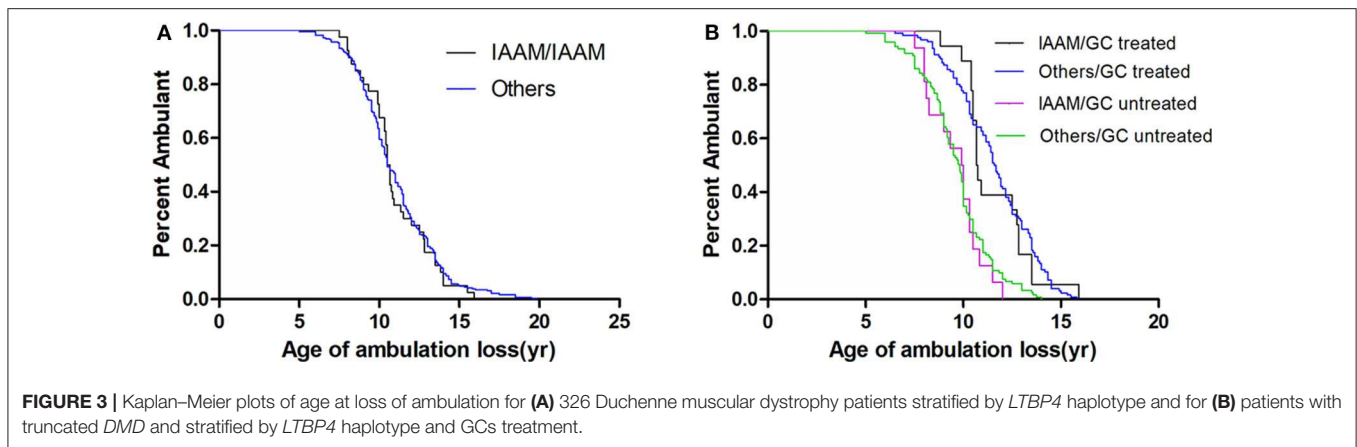 A
1.0
0.8
0.6
0.4
0.2
0.0
Percent Ambulant
0 5 10 15 20 25
Age of ambulation loss(yr)
IAAM/IAAM
Others
B
1.0
0.8
0.6
0.4
0.2
0.0
Percent Ambulant
0 5 10 15 20
Age of ambulation loss(yr)
IAAM/GC treated
Others/GC treated
IAAM/GC untreated
Others/GC untreated
FIGURE 3 | Kaplan–Meier plots of age at loss of ambulation for (A) 326 Duchenne muscular dystrophy patients stratified by LTBP4 haplotype and for (B) patients with
truncated DMD and stratified by LTBP4 haplotype and GCs treatment.